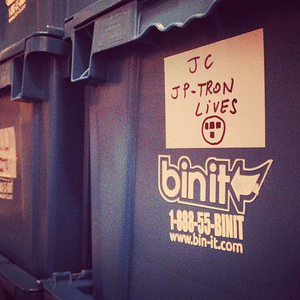 JC
JP-TRON
LIVES
binit
1-888-55-BINIT
www.bin-it.com